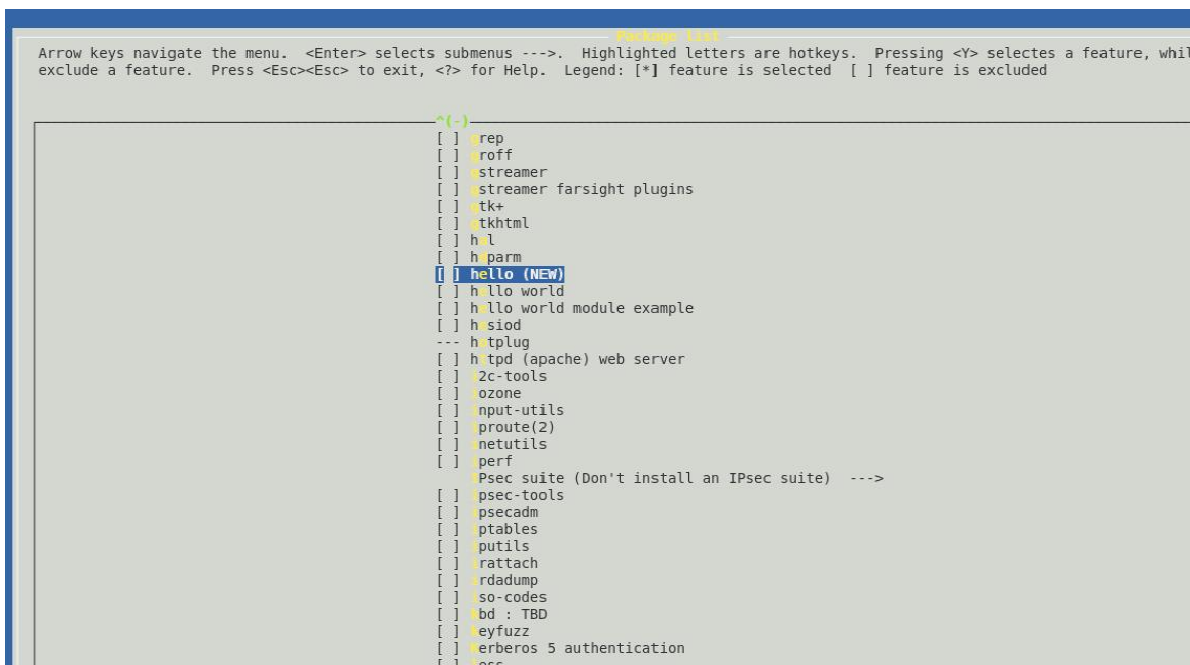 Package List
Arrow keys navigate the menu. <Enter> selects submenus --->. Highlighted letters are hotkeys. Pressing <Y> selectes a feature, whil
exclude a feature. Press <Esc><Esc> to exit, <?> for Help. Legend: [*] feature is selected [ ] feature is excluded
^(-)
[ ] grep
[ ] groff
[ ] gstreamer
[ ] gstreamer farsight plugins
[ ] gtk+
[ ] gtkhtml
[ ] hal
[ ] hdparm
[ ] hello (NEW)
[ ] hello world
[ ] hello world module example
[ ] hesiod
--- hotplug
[ ] httpd (apache) web server
[ ] i2c-tools
[ ] iozone
[ ] input-utils
[ ] iproute(2)
[ ] inetutils
[ ] iperf
IPsec suite (Don't install an IPsec suite) --->
[ ] ipsec-tools
[ ] ipsecadm
[ ] iptables
[ ] iputils
[ ] irattach
[ ] irdadump
[ ] iso-codes
[ ] kbd : TBD
[ ] keyfuzz
[ ] kerberos 5 authentication
[ ] less